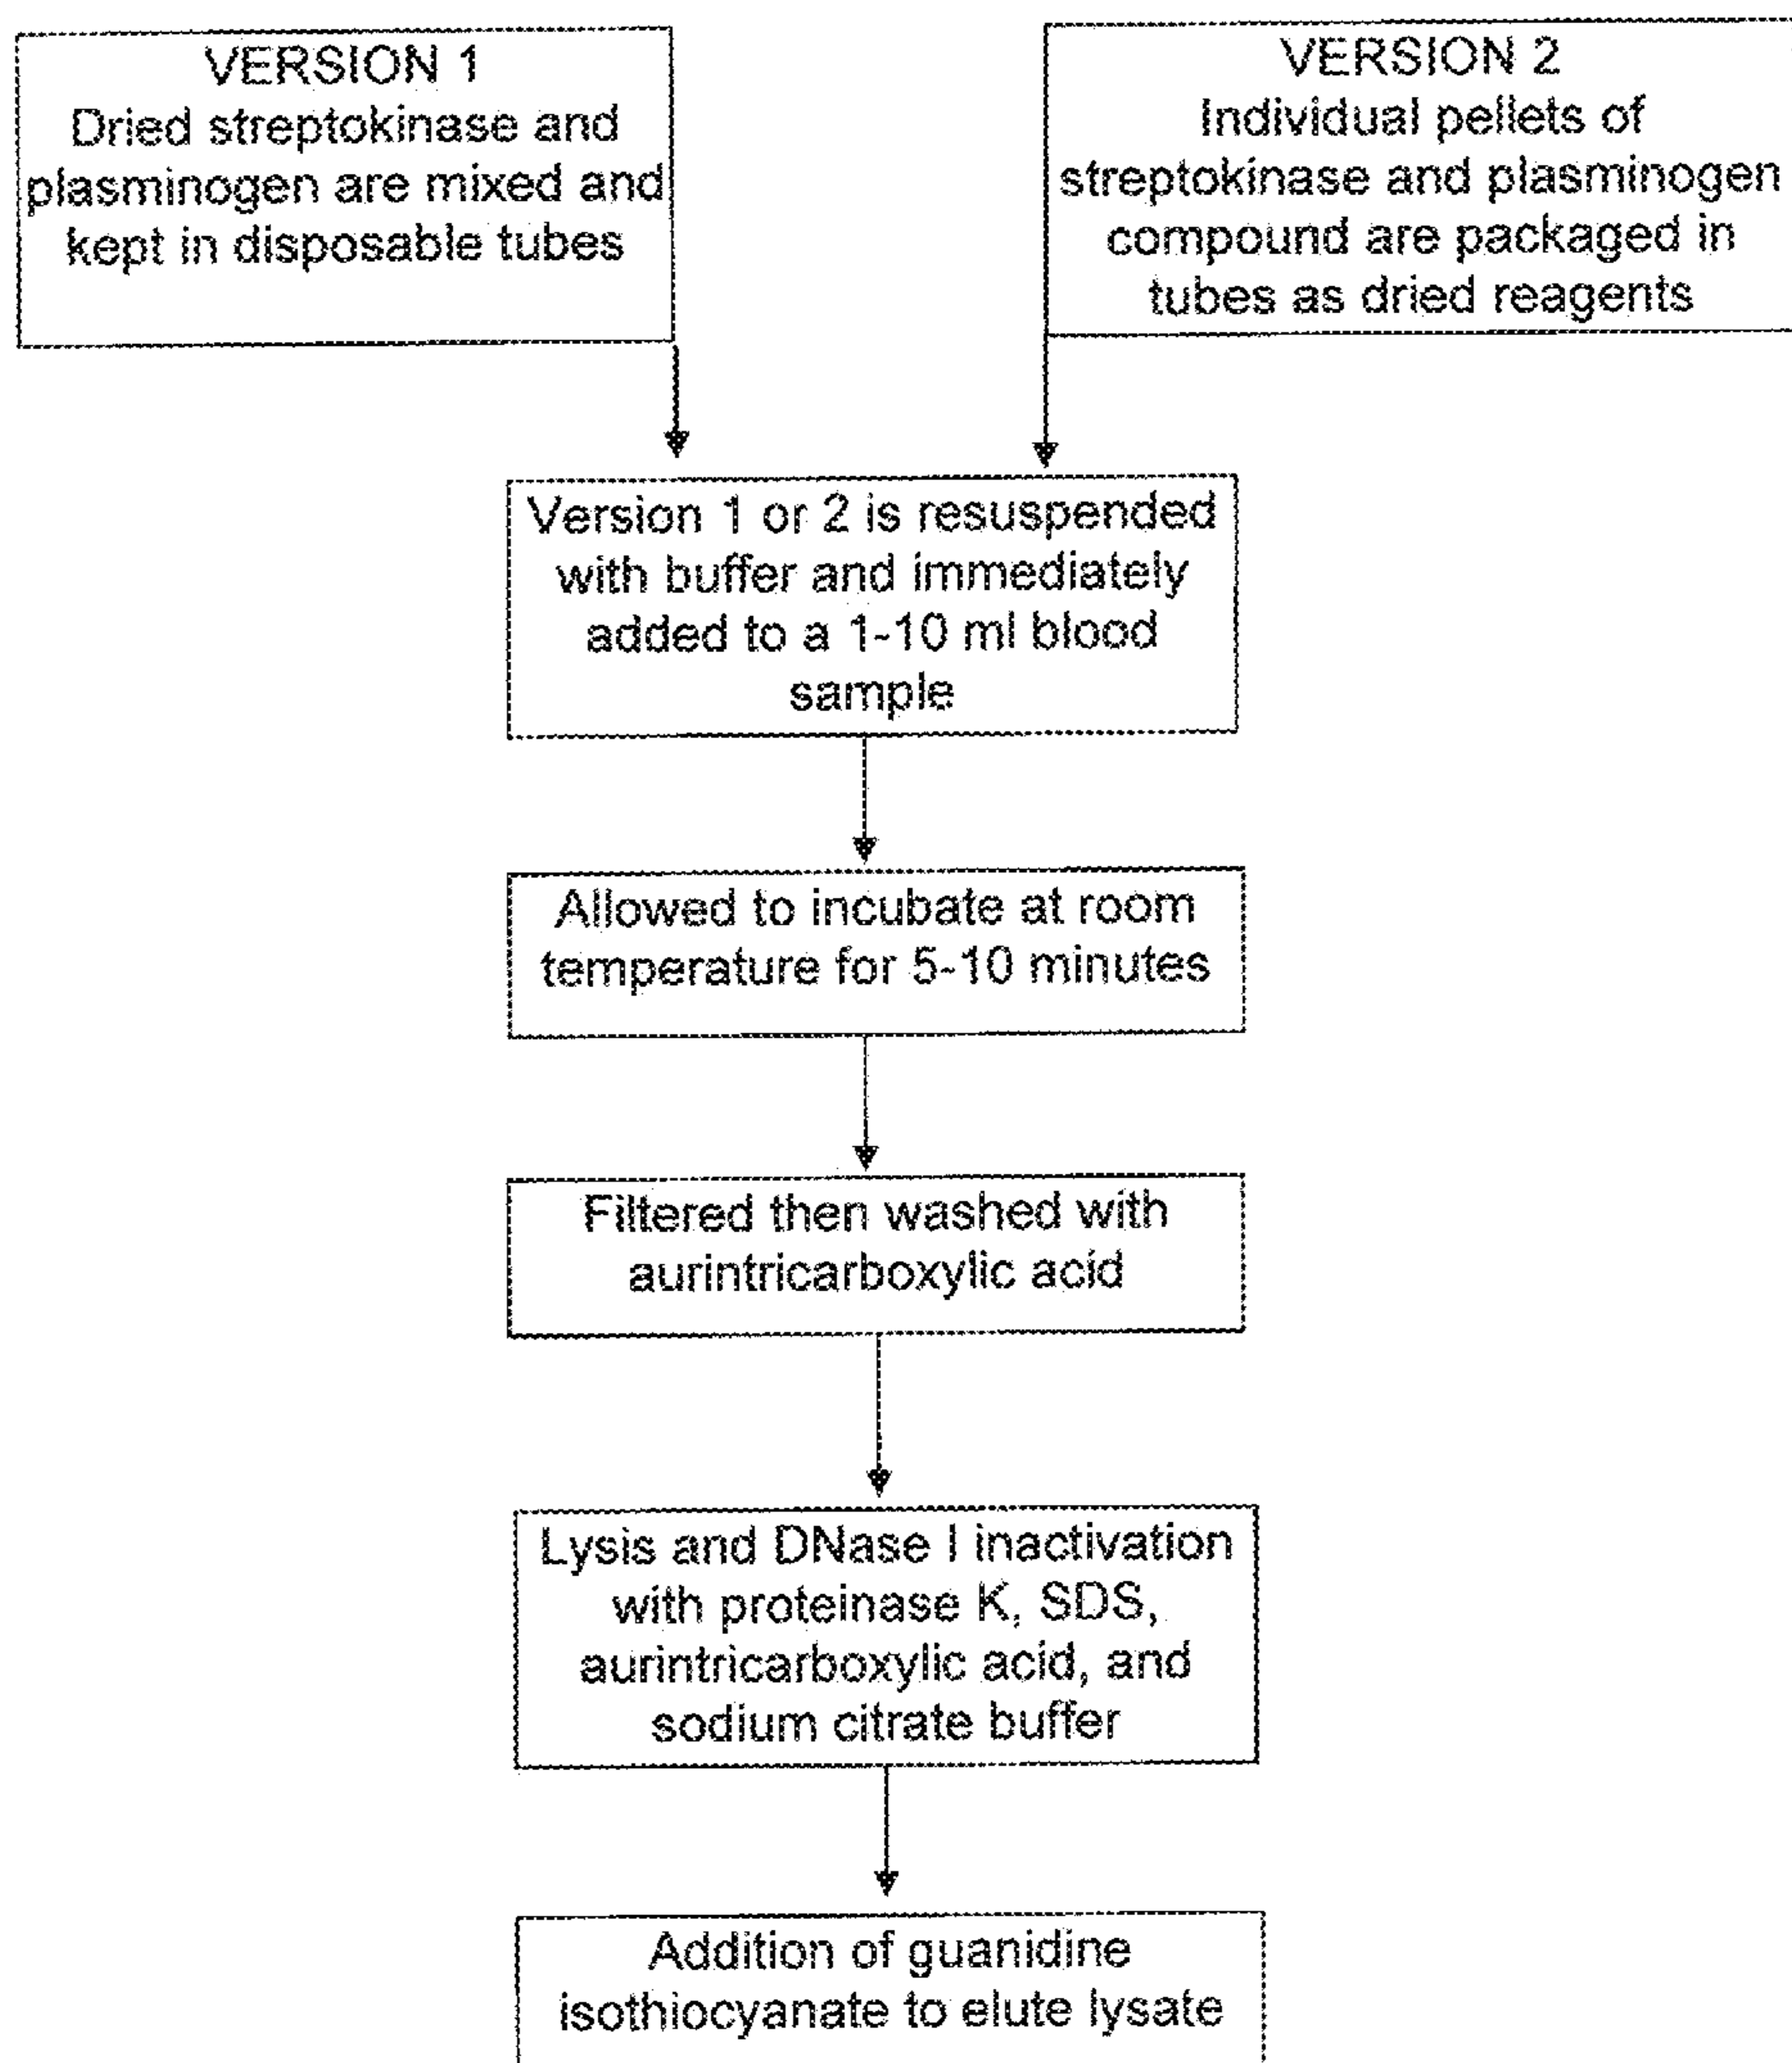 VERSION 1
Dried streptokinase and
plasminogen are mixed and
kept in disposable tubes
VERSION 2
Individual pellets of
streptokinase and plasminogen
compound are packaged in
tubes as dried reagents
Version 1 or 2 is resuspended
with buffer and immediately
added to a 1-10 ml blood
sample
Allowed to incubate at room
temperature for 5-10 minutes
Filtered then washed with
aurintricarboxylic acid
Lysis and DNase I inactivation
with proteinase K, SDS,
aurintricarboxylic acid, and
sodium citrate buffer
Addition of guanidine
isothiocyanate to elute lysate